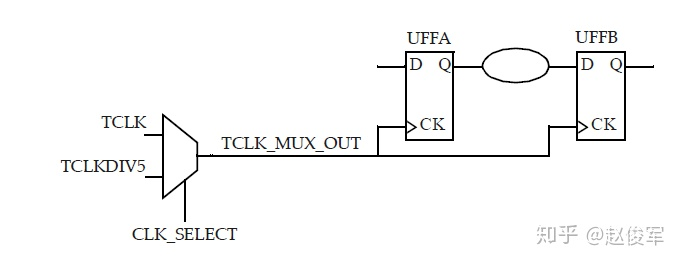 UFFA
UFFB
D Q
D Q
TCLK
TCLK_MUX_OUT
CK
CK
TCLKDIV5
CLK_SELECT
知乎 @赵俊军